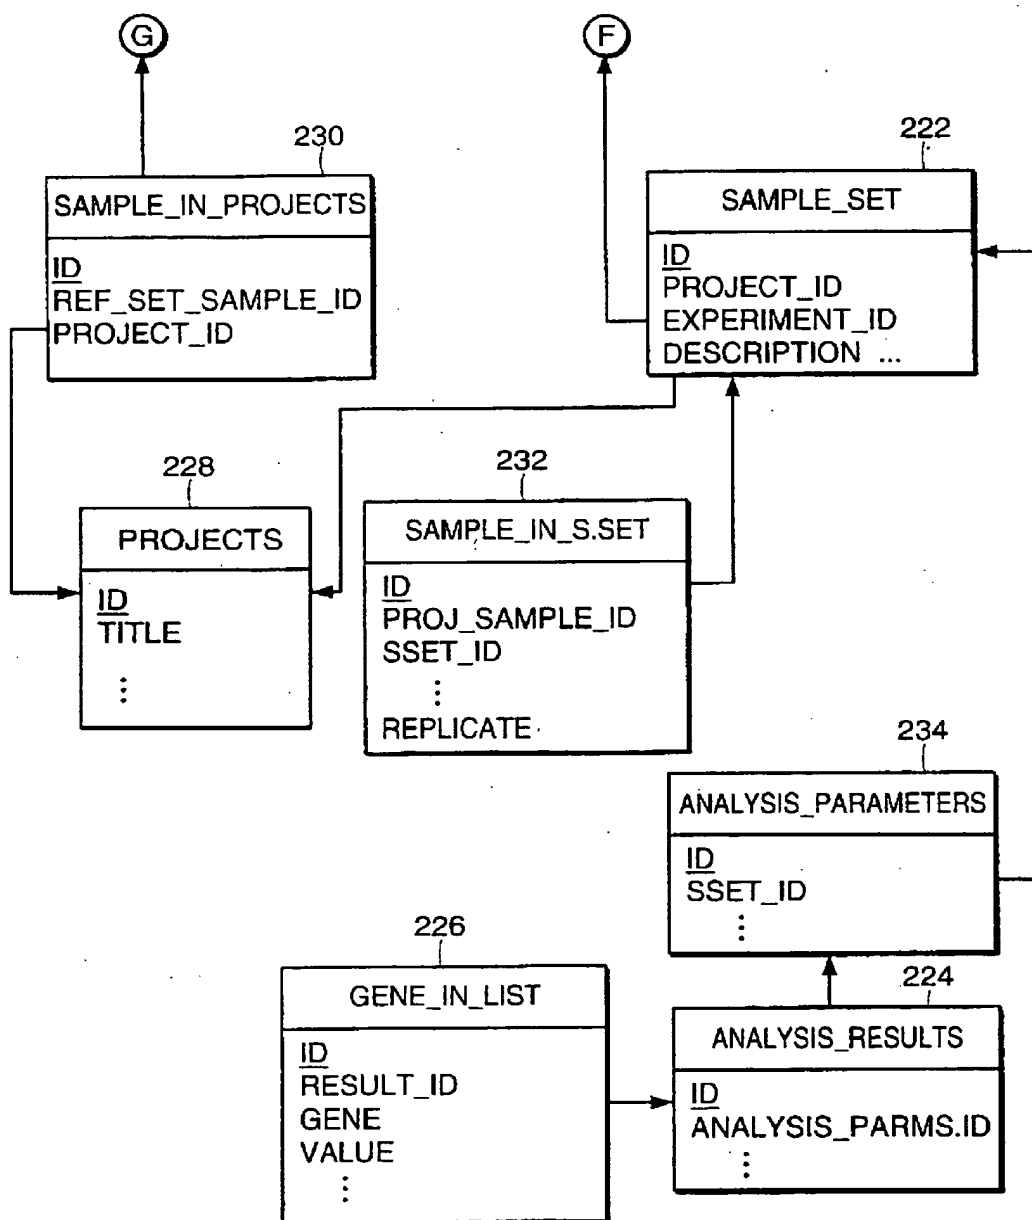 G
F
230
SAMPLE_IN_PROJECTS
ID
REF_SET_SAMPLE_ID
PROJECT_ID
222
SAMPLE_SET
ID
PROJECT_ID
EXPERIMENT_ID
DESCRIPTION ...
228
PROJECTS
ID
TITLE
⋮
232
SAMPLE_IN_S.SET
ID
PROJ_SAMPLE_ID
SSET_ID
⋮
REPLICATE
234
ANALYSIS_PARAMETERS
ID
SSET_ID
⋮
226
GENE_IN_LIST
ID
RESULT_ID
GENE
VALUE
⋮
224
ANALYSIS_RESULTS
ID
ANALYSIS_PARMS.ID
⋮